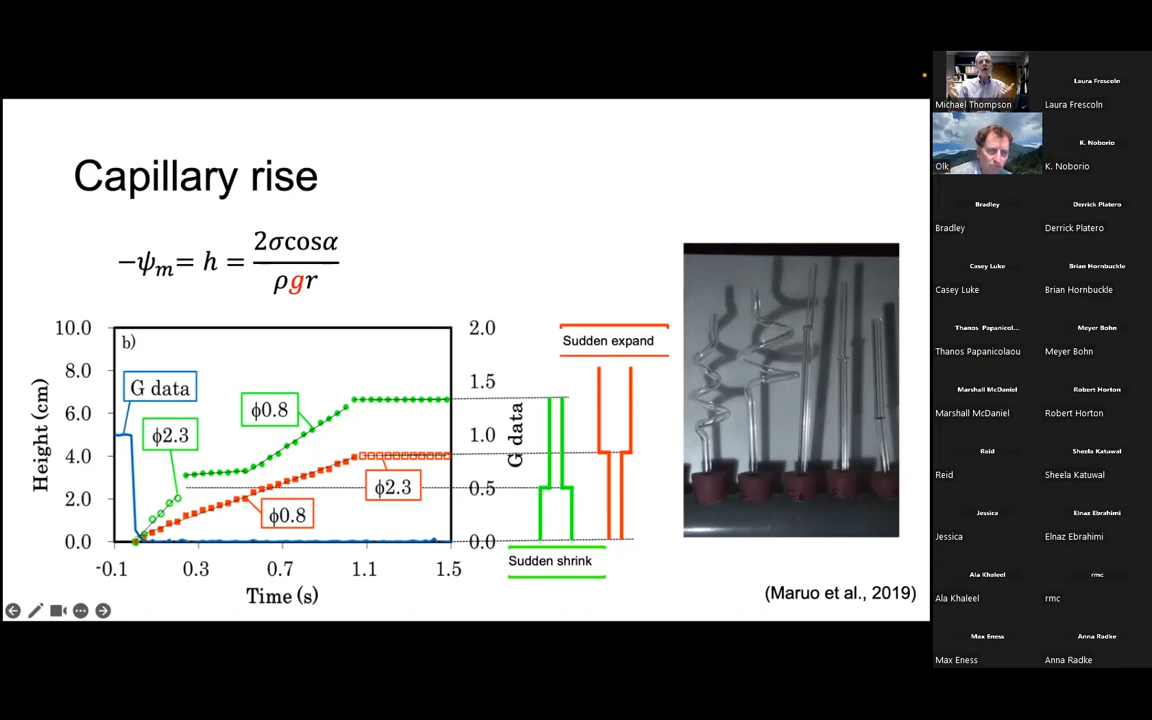 Capillary rise
−ψm= h = 2σcosα / ρgr
b)
G data
ϕ2.3
ϕ0.8
ϕ0.8
ϕ2.3
10.0
8.0
6.0
4.0
2.0
0.0
Height (cm)
-0.1
0.3
0.7
1.1
1.5
Time (s)
2.0
1.5
1.0
0.5
0.0
G data
Sudden expand
Sudden shrink
(Maruo et al., 2019)
Michael Thompson
Laura Frescoln
Laura Frescoln
Olk
K. Noborio
K. Noborio
Bradley
Derrick Platero
Bradley
Derrick Platero
Casey Luke
Brian Hornbuckle
Casey Luke
Brian Hornbuckle
Thanos Papanicol...
Meyer Bohn
Thanos Papanicolaou
Meyer Bohn
Marshall McDaniel
Robert Horton
Marshall McDaniel
Robert Horton
Reid
Sheela Katuwal
Reid
Sheela Katuwal
Jessica
Elnaz Ebrahimi
Jessica
Elnaz Ebrahimi
Ala Khaleel
rmc
Ala Khaleel
rmc
Max Eness
Anna Radke
Max Eness
Anna Radke